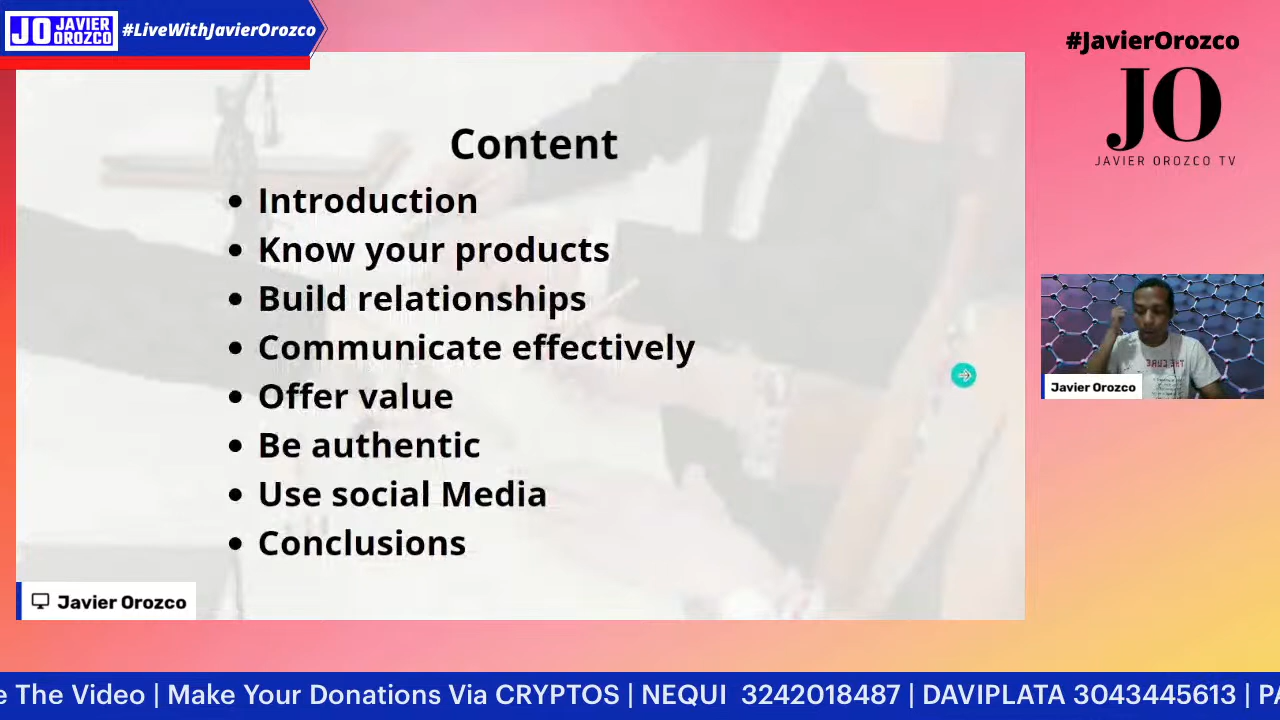 JO JAVIER OROZCO
#LiveWithJavierOrozco
#JavierOrozco
JO
JAVIER OROZCO TV
Content
• Introduction
• Know your products
• Build relationships
• Communicate effectively
• Offer value
• Be authentic
• Use social Media
• Conclusions
Javier Orozco
Javier Orozco
e The Video | Make Your Donations Via CRYPTOS | NEQUI 3242018487 | DAVIPLATA 3043445613 | PA